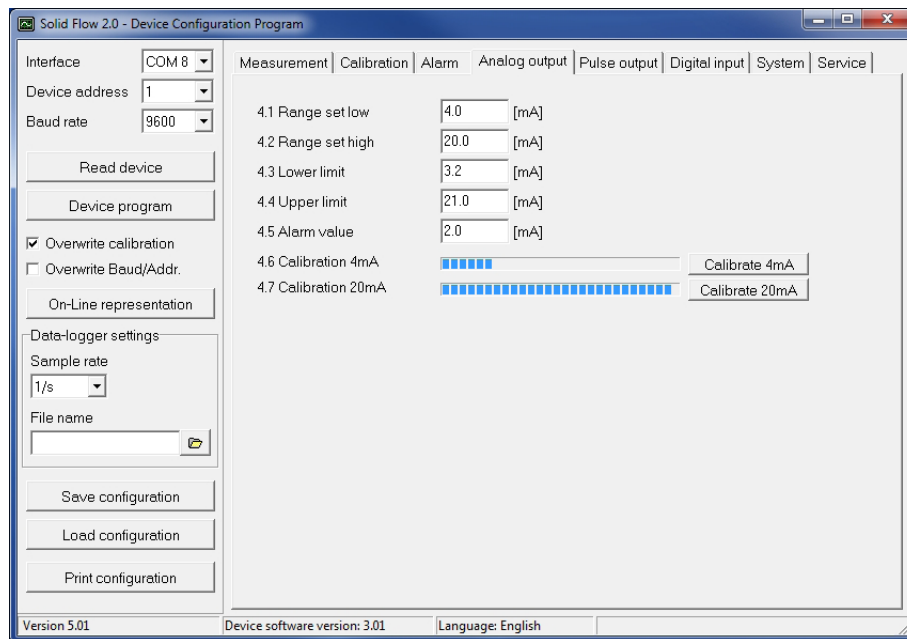 Solid Flow 2.0 - Device Configuration Program
Interface COM 8
Device address 1
Baud rate 9600
Read device
Device program
Overwrite calibration
Overwrite Baud/Addr.
On-Line representation
Data-logger settings
Sample rate
1/s
File name
Save configuration
Load configuration
Print configuration
Measurement Calibration Alarm Analog output Pulse output Digital input System Service
4.1 Range set low 4.0 [mA]
4.2 Range set high 20.0 [mA]
4.3 Lower limit 3.2 [mA]
4.4 Upper limit 21.0 [mA]
4.5 Alarm value 2.0 [mA]
4.6 Calibration 4mA Calibrate 4mA
4.7 Calibration 20mA Calibrate 20mA
Version 5.01 Device software version: 3.01 Language: English